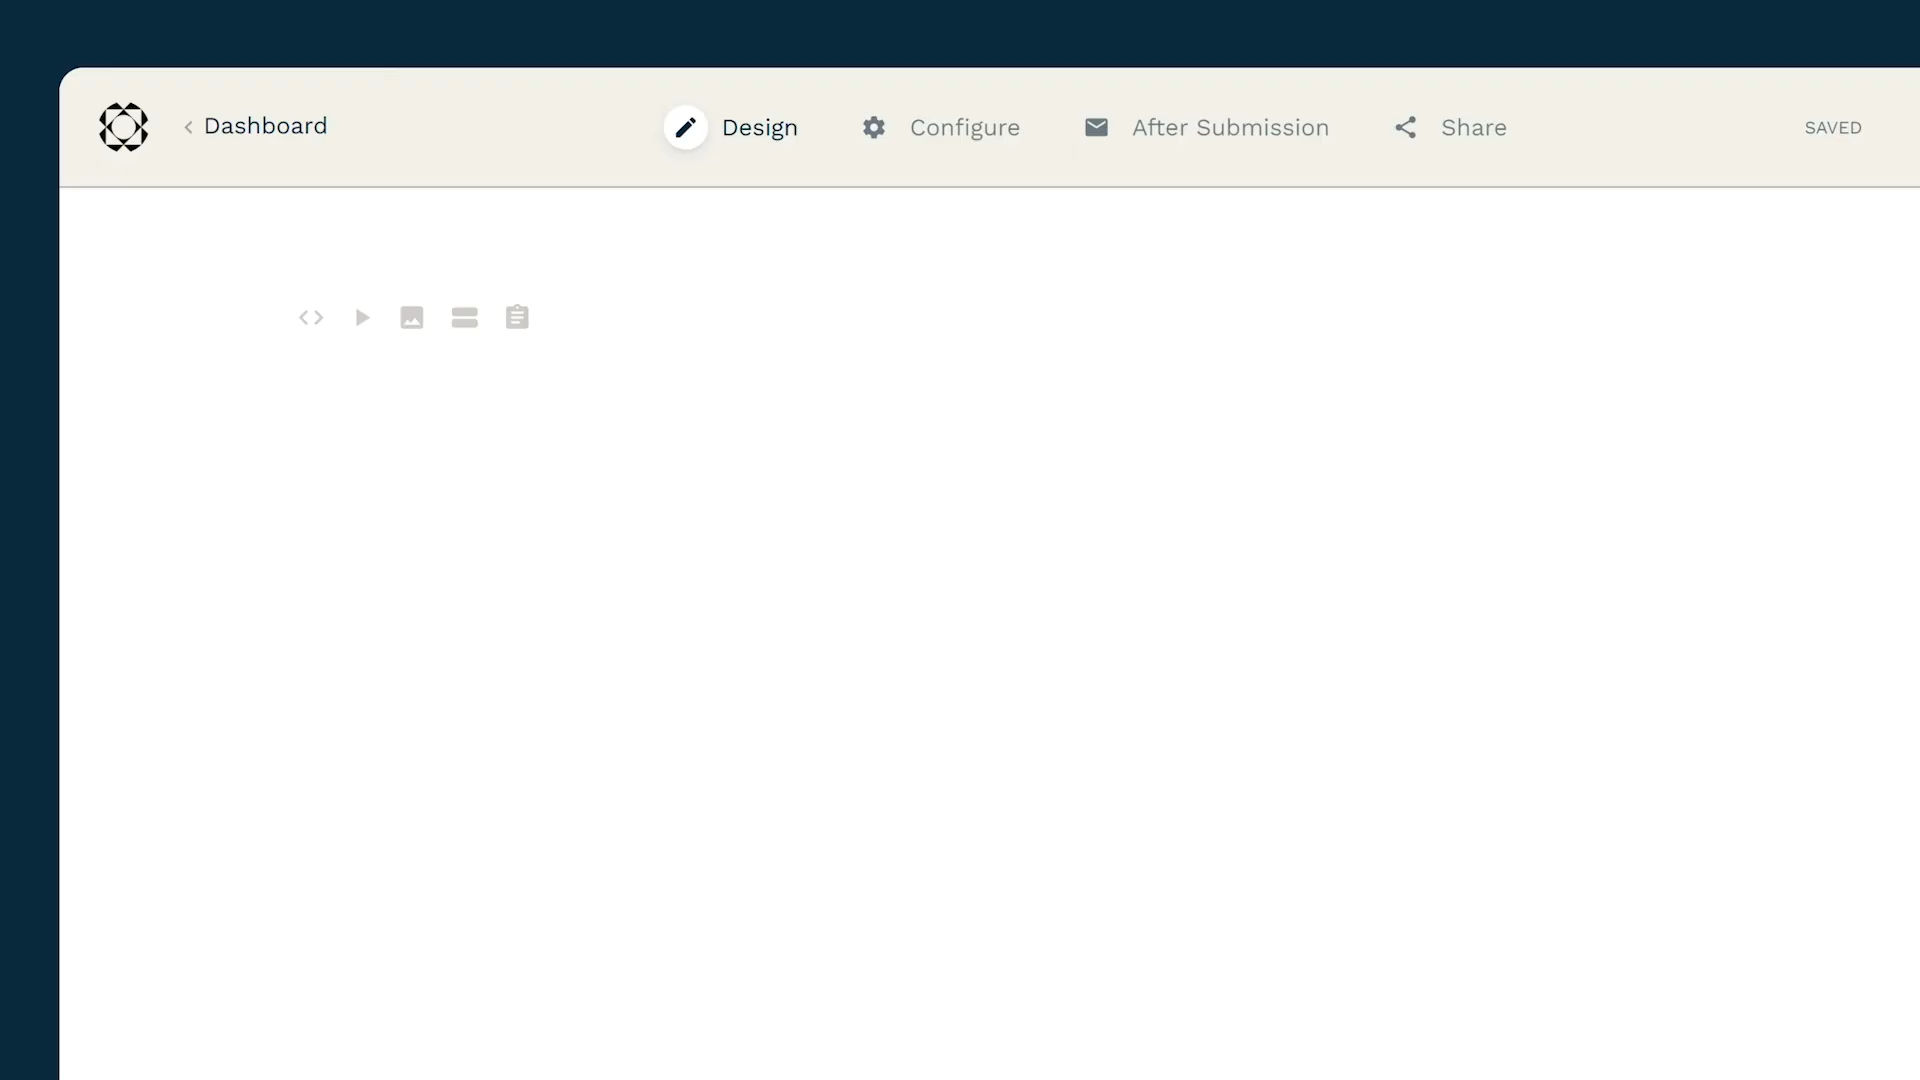 Dashboard
Design
Configure
After Submission
Share
SAVED